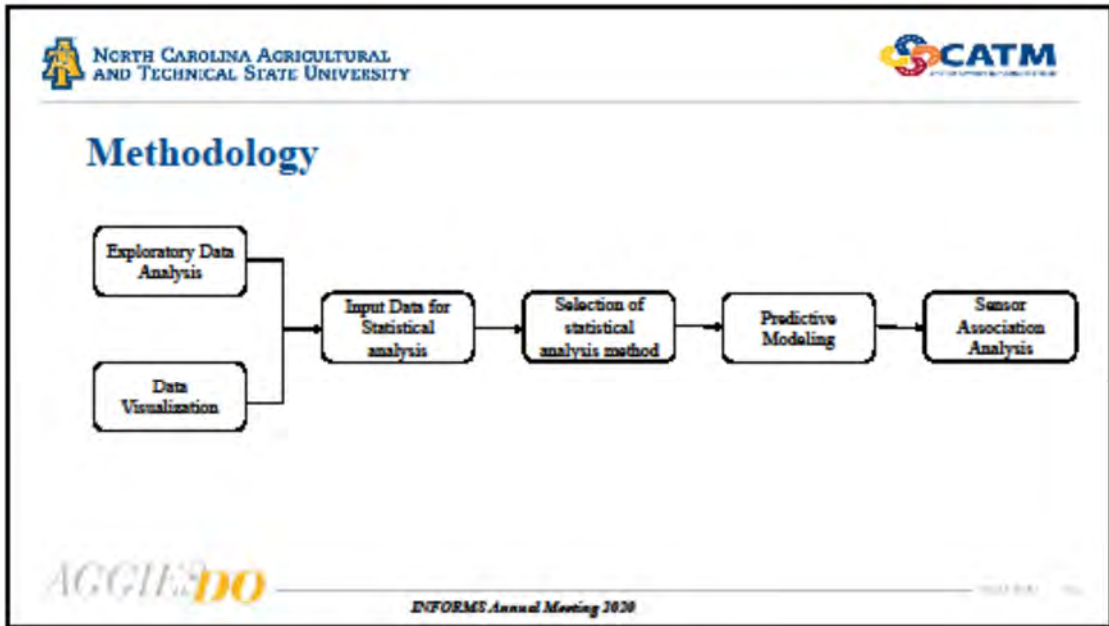 NORTH CAROLINA AGRICULTURAL
AND TECHNICAL STATE UNIVERSITY
CATM
Methodology
Exploratory Data
Analysis
Data
Visualization
Input Data for
Statistical
analysis
Selection of
statistical
analysis method
Predictive
Modeling
Sensor
Association
Analysis
AGGIES DO
INFORMS Annual Meeting 2020